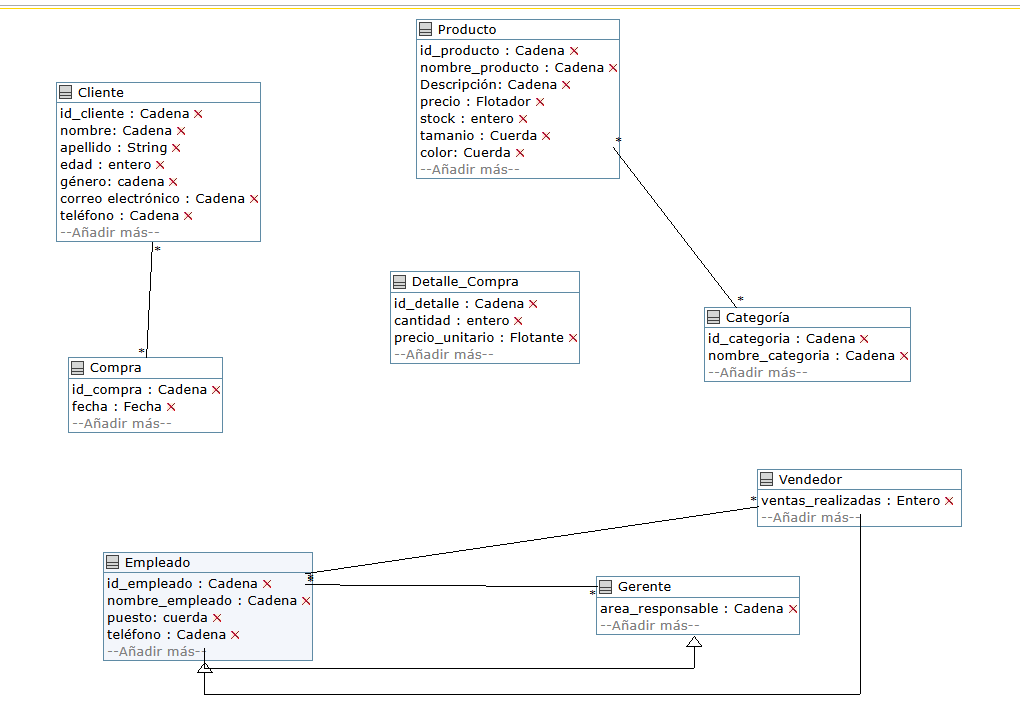 Producto
id_producto : Cadena
nombre_producto : Cadena
Descripción: Cadena
precio : Flotador
stock : entero
tamanio : Cuerda
color: Cuerda
--Añadir más--
*
Cliente
id_cliente : Cadena
nombre: Cadena
apellido : String
edad : entero
género: cadena
correo electrónico : Cadena
teléfono : Cadena
--Añadir más--
*
Detalle_Compra
id_detalle : Cadena
cantidad : entero
precio_unitario : Flotante
--Añadir más--
*
Categoría
id_categoria : Cadena
nombre_categoria : Cadena
--Añadir más--
*
Compra
id_compra : Cadena
fecha : Fecha
--Añadir más--
Vendedor
* ventas_realizadas : Entero
--Añadir más--
Empleado
id_empleado : Cadena
nombre_empleado : Cadena
puesto: cuerda
teléfono : Cadena
--Añadir más--
*
*
Gerente
*
area_responsable : Cadena
--Añadir más--